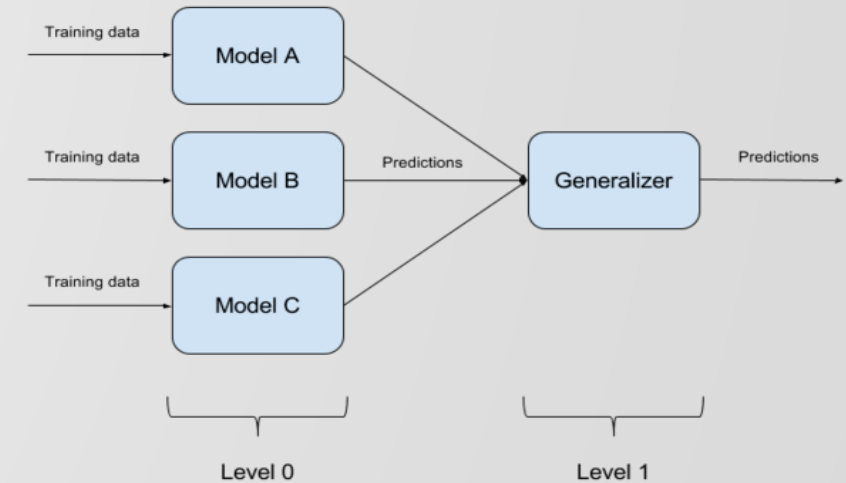 Training data
Model A
Training data
Model B
Predictions
Generalizer
Predictions
Training data
Model C
Level 0
Level 1